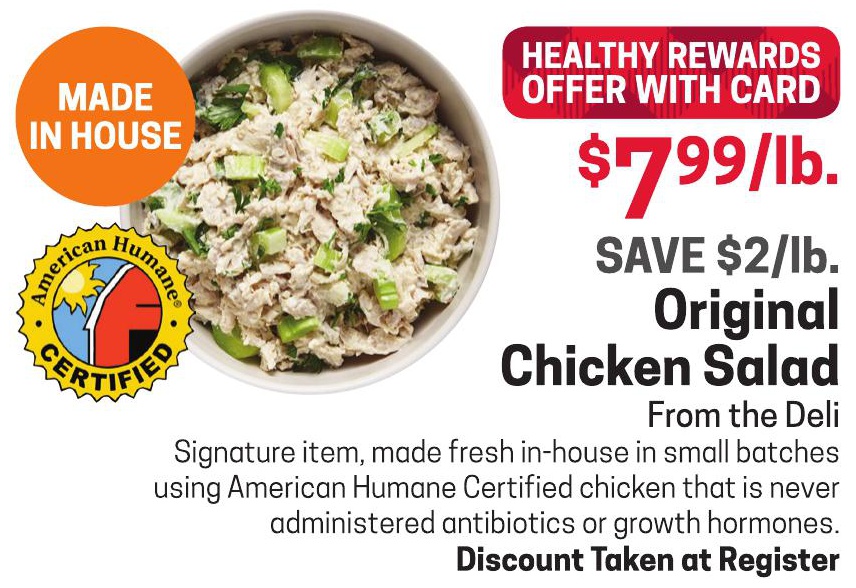 MADE
IN HOUSE
American Humane®
CERTIFIED
HEALTHY REWARDS
OFFER WITH CARD
$7.99/lb.
SAVE $2/lb.
Original
Chicken Salad
From the Deli
Signature item, made fresh in-house in small batches
using American Humane Certified chicken that is never
administered antibiotics or growth hormones.
Discount Taken at Register